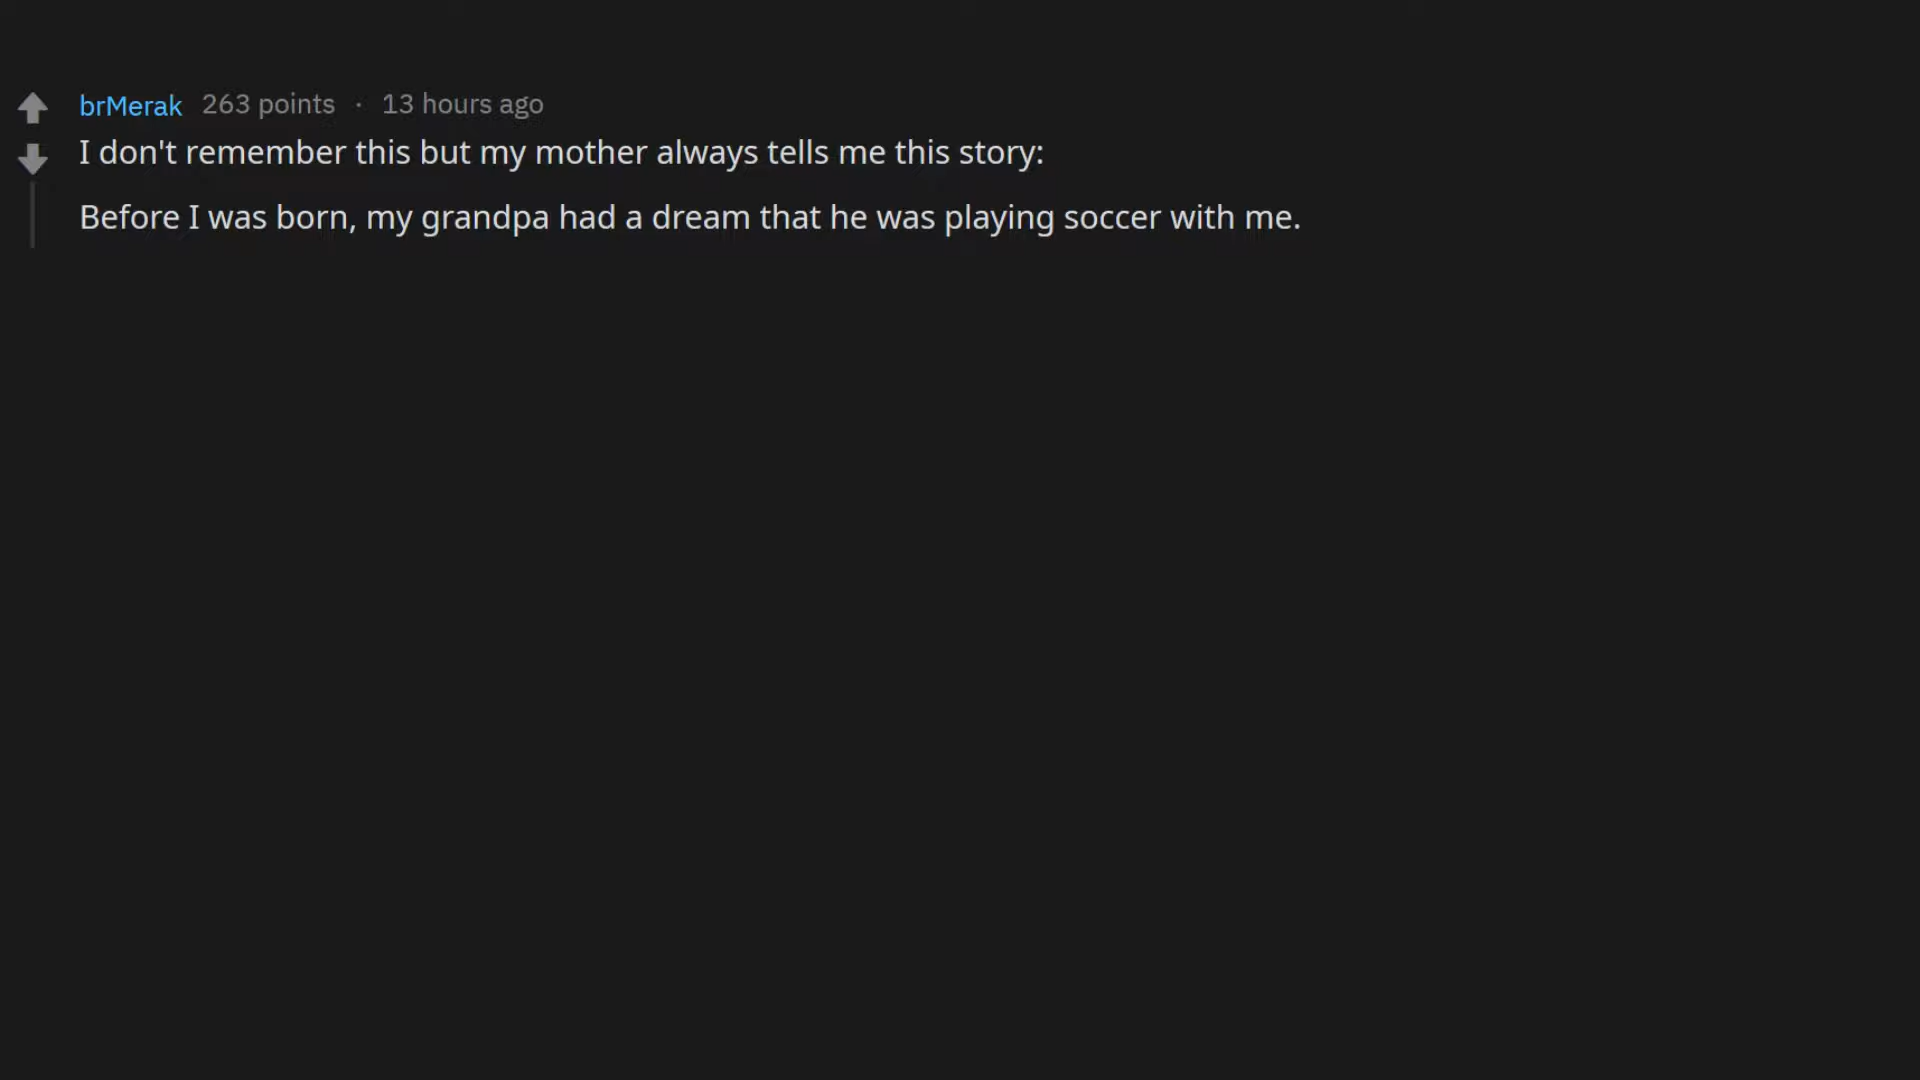 brMerak 263 points · 13 hours ago
I don't remember this but my mother always tells me this story:
Before I was born, my grandpa had a dream that he was playing soccer with me.